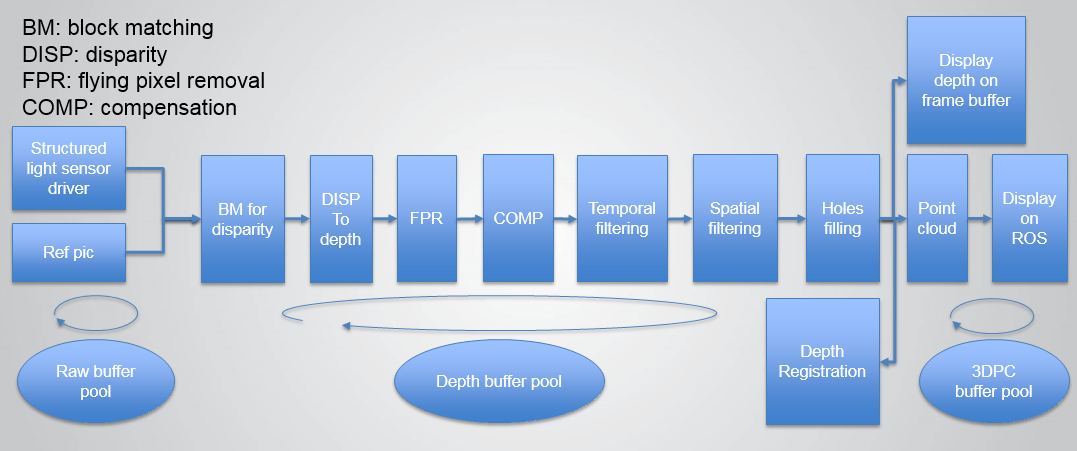 BM: block matching
DISP: disparity
FPR: flying pixel removal
COMP: compensation
Structured
light sensor
driver
Ref pic
BM for
disparity
DISP
To
depth
FPR
COMP
Temporal
filtering
Spatial
filtering
Holes
filling
Display
depth on
frame buffer
Point
cloud
Display
on
ROS
Depth
Registration
Raw buffer
pool
Depth buffer pool
3DPC
buffer pool